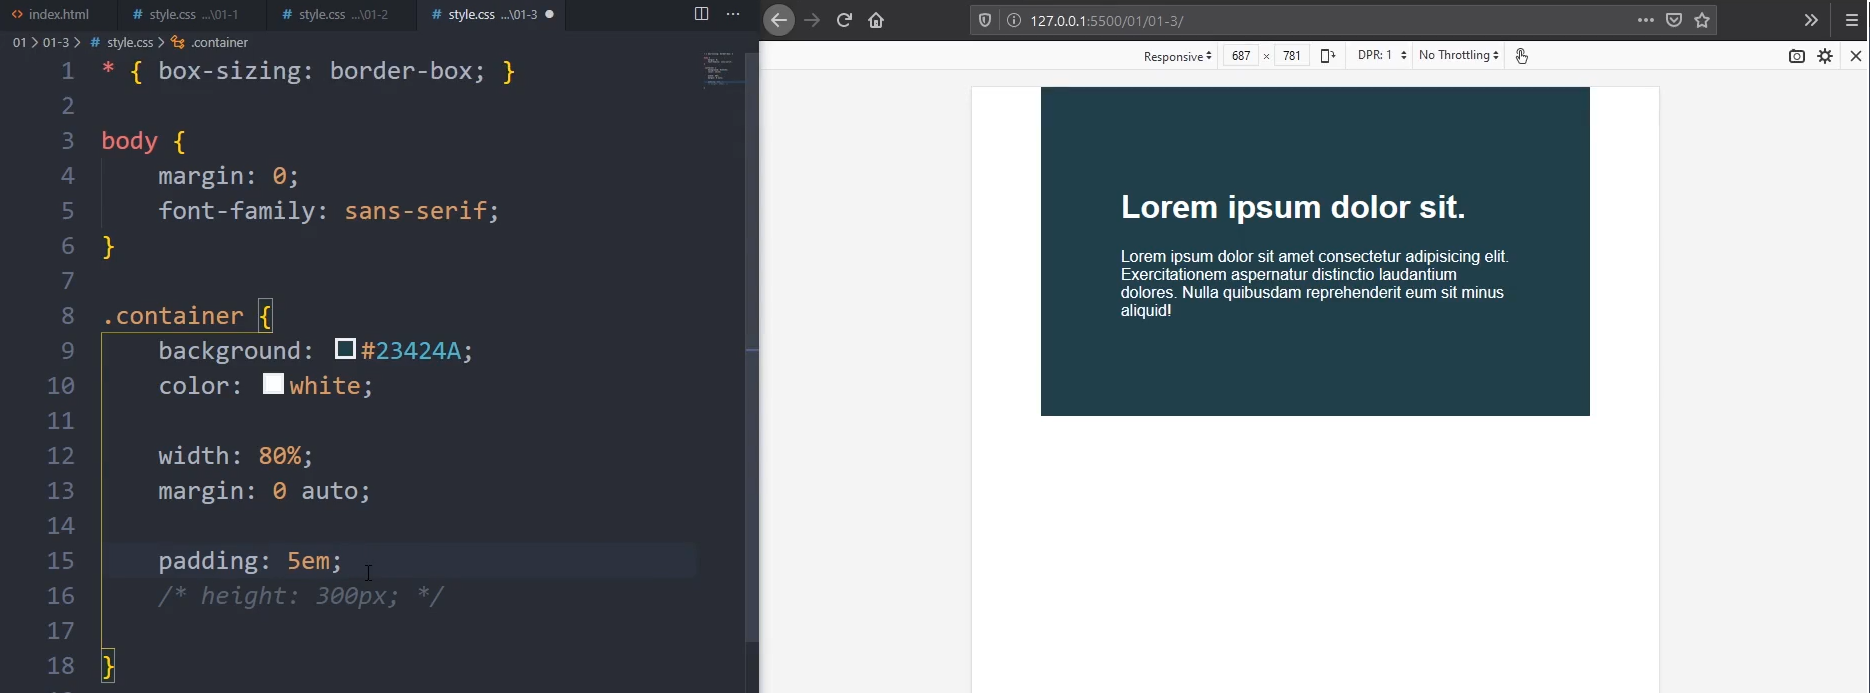 index.html
style.css ...\01-1
style.css ...\01-2
style.css ...\01-3
01 > 01-3 > # style.css > .container
1 * { box-sizing: border-box; }
2
3 body {
4 margin: 0;
5 font-family: sans-serif;
6 }
7
8 .container {
9 background: #23424A;
10 color: white;
11
12 width: 80%;
13 margin: 0 auto;
14
15 padding: 5em;
16 /* height: 300px; */
17
18 }
127.0.0.1:5500/01/01-3/
Responsive 687 × 781 DPR: 1 No Throttling
Lorem ipsum dolor sit.
Lorem ipsum dolor sit amet consectetur adipisicing elit.
Exercitationem aspernatur distinctio laudantium
dolores. Nulla quibusdam reprehenderit eum sit minus
aliquid!